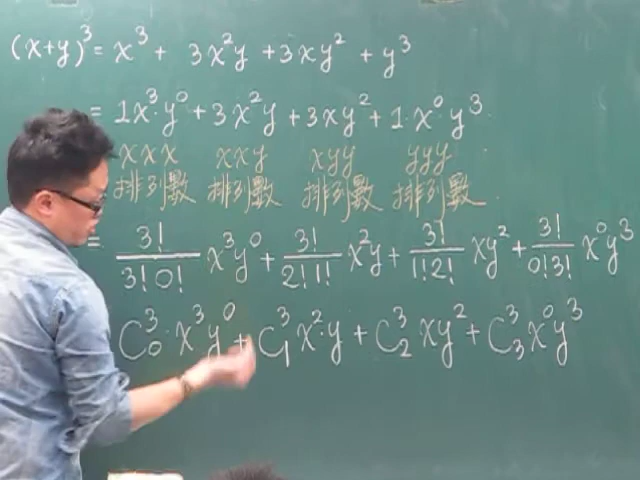 (x+y)³ = x³ + 3x²y + 3xy² + y³
= 1x³·y⁰ + 3x²y + 3xy² + 1·x⁰y³
xxx xxy xyy yyy
排列數 排列數 排列數 排列數
= 3!/3!0! x³y⁰ + 3!/2!1! x²y + 3!/1!2! xy² + 3!/0!3! x⁰y³
C³₀·x³y⁰ + C³₁x²·y + C³₂xy² + C³₃x⁰y³